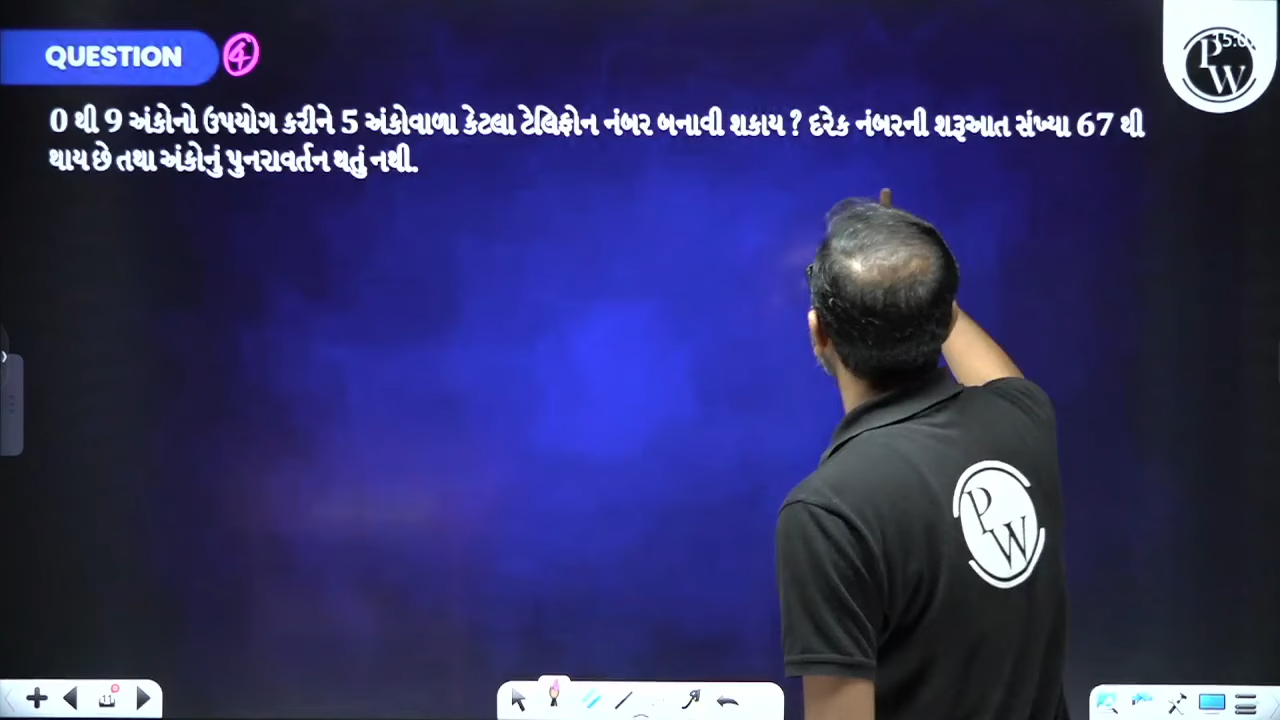 QUESTION 4
0 થી 9 અંકોનો ઉપયોગ કરીને 5 અંકોવાળા કેટલા ટેલિફોન નંબર બનાવી શકાય ? દરેક નંબરની શરૂઆત સંખ્યા 67 થી
થાય છે તથા અંકોનું પુનરાવર્તન થતું નથી.
PW
PW
11